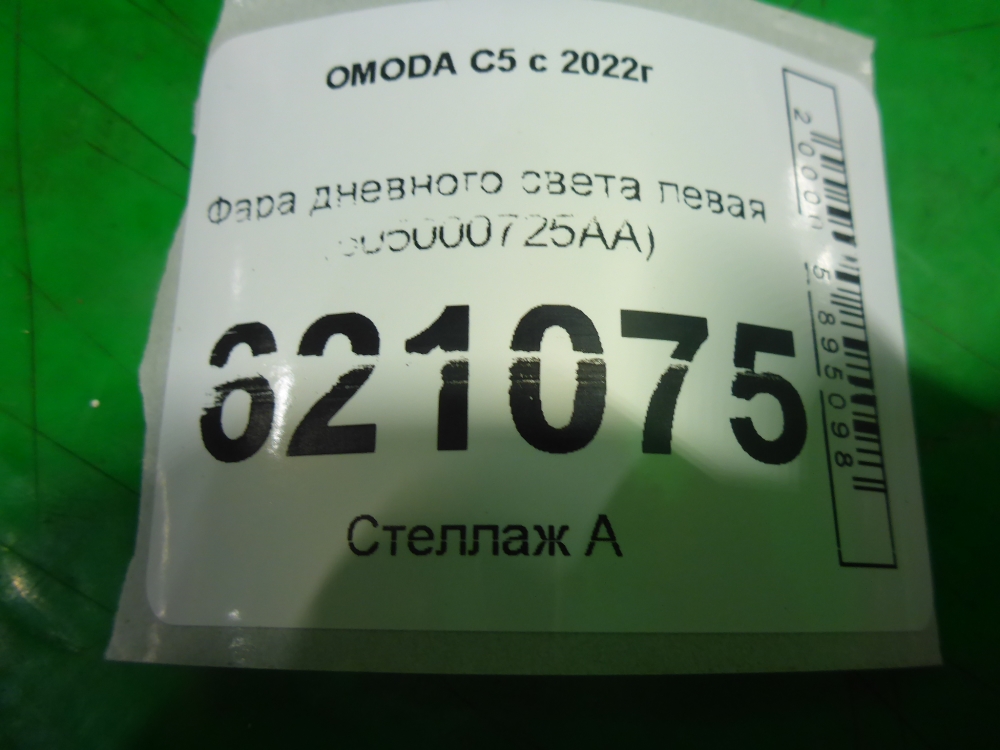 OMODA C5 с 2022г
Фара дневного света левая
621075
Стеллаж А